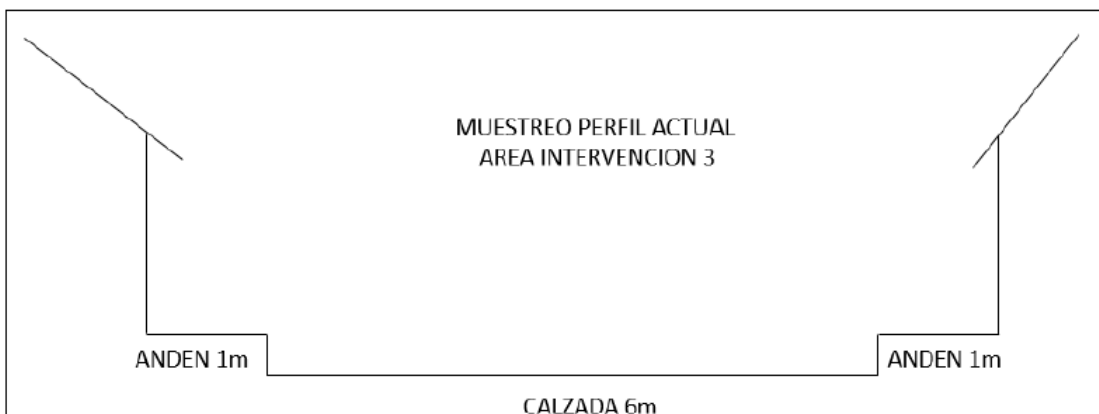 MUESTREO PERFIL ACTUAL
AREA INTERVENCION 3
ANDEN 1m
ANDEN 1m
CALZADA 6m